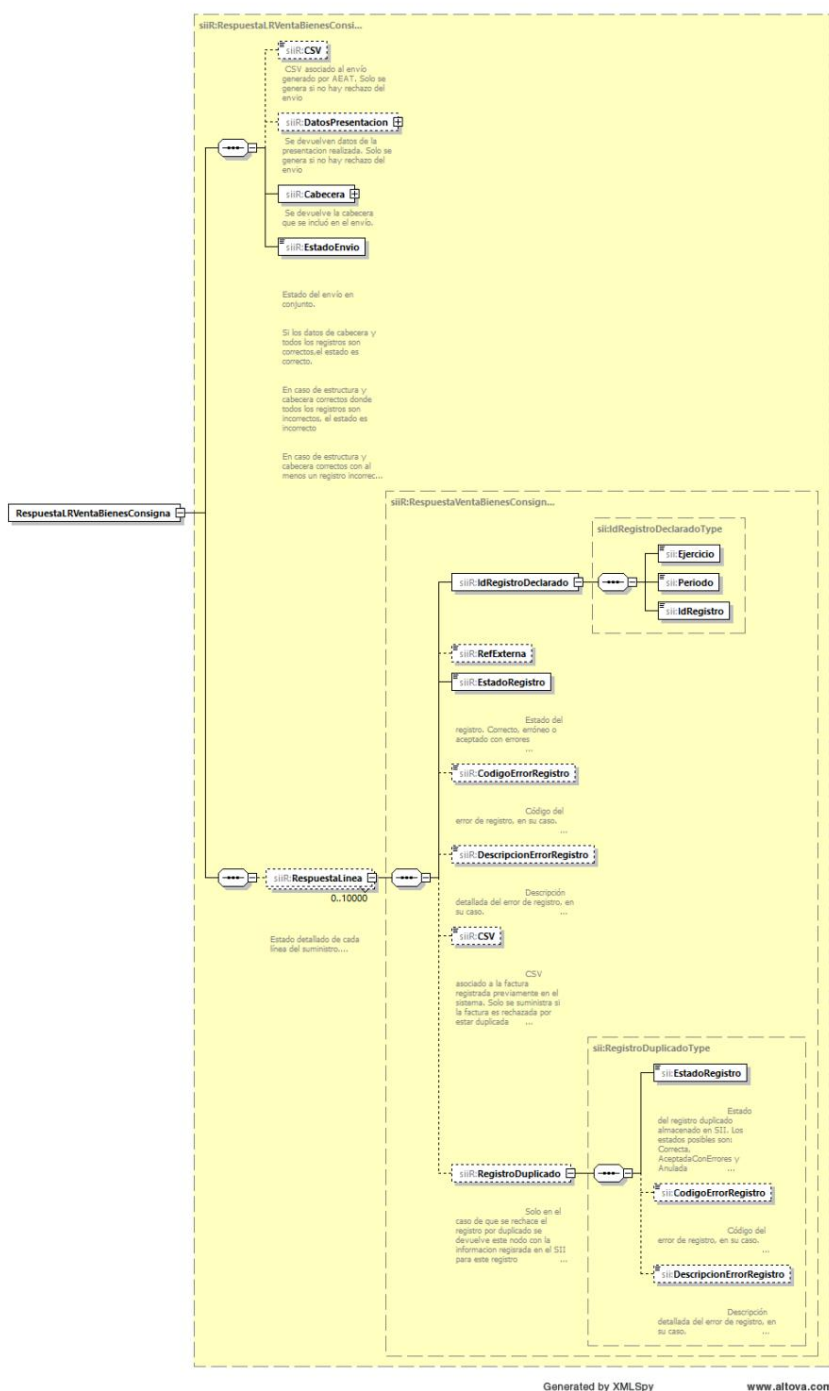 siiR:RespuestaLRVentaBienesConsi...
siiR:CSV
CSV asociado al envío
generado por AEAT. Solo se
genera si no hay rechazo del
envio
siiR:DatosPresentacion
Se devuelven datos de la
presentacion realizada. Solo se
genera si no hay rechazo del
envio
siiR:Cabecera
Se devuelve la cabecera
que se incluó en el envío.
siiR:EstadoEnvio
Estado del envío en
conjunto.
Si los datos de cabecera y
todos los registros son
correctos,el estado es
correcto.
En caso de estructura y
cabecera correctos donde
todos los registros son
incorrectos, el estado es
incorrecto
En caso de estructura y
cabecera correctos con al
menos un registro incorrec...
RespuestaLRVentaBienesConsigna
siiR:RespuestaVentaBienesConsign...
sii:IdRegistroDeclaradoType
siiR:IdRegistroDeclarado
sii:Ejercicio
sii:Periodo
sii:IdRegistro
siiR:RefExterna
siiR:EstadoRegistro
Estado del
registro. Correcto, erróneo o
aceptado con errores
...
siiR:CodigoErrorRegistro
Código del
error de registro, en su caso.
...
siiR:DescripcionErrorRegistro
Descripción
detallada del error de registro, en
su caso. ...
siiR:RespuestaLinea
0..10000
Estado detallado de cada
línea del suministro....
siiR:CSV
CSV
asociado a la factura
registrada previamente en el
sistema. Solo se suministra si
la factura es rechazada por
estar duplicada ...
sii:RegistroDuplicadoType
siiR:RegistroDuplicado
Solo en el
caso de que se rechace el
registro por duplicado se
devuelve este nodo con la
informacion regisrada en el SII
para este registro ...
sii:EstadoRegistro
Estado
del registro duplicado
almacenado en SII. Los
estados posibles son:
Correcta,
AceptadaConErrores y
Anulada ...
sii:CodigoErrorRegistro
Código del
error de registro, en su caso.
...
sii:DescripcionErrorRegistro
Descripción
detallada del error de registro, en
su caso. ...
Generated by XMLSpy www.altova.com